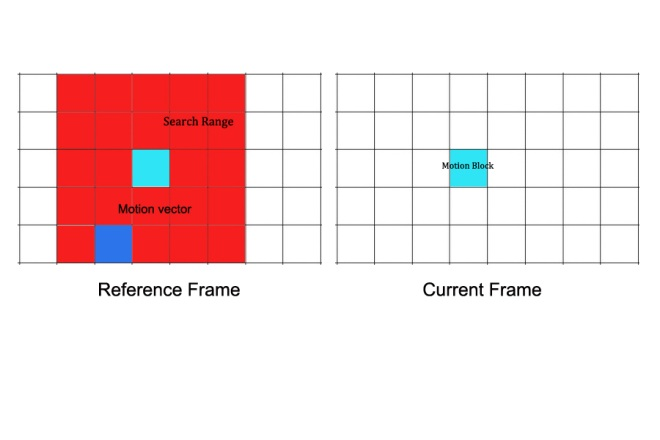 Search Range
Motion Block
Motion vector
Reference Frame
Current Frame